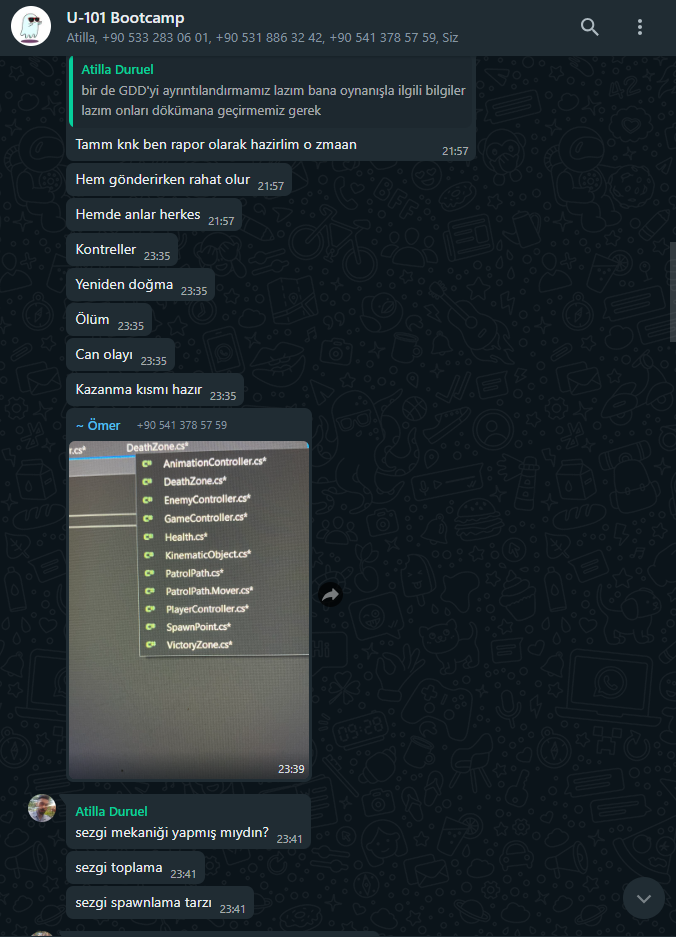 U-101 Bootcamp
Atilla, +90 533 283 06 01, +90 531 886 32 42, +90 541 378 57 59, Siz
Atilla Duruel
bir de GDD'yi ayrıntılandırmamız lazım bana oynanışla ilgili bilgiler
lazım onları dökümana geçirmemiz gerek
Tamm knk ben rapor olarak hazirlim o zmaan
21:57
Hem gönderirken rahat olur 21:57
Hemde anlar herkes 21:57
Kontreller 23:35
Yeniden doğma 23:35
Ölüm 23:35
Can olayı 23:35
Kazanma kısmı hazır 23:35
~ Ömer +90 541 378 57 59
r.cs* DeathZone.cs*
AnimationController.cs*
DeathZone.cs*
EnemyController.cs*
GameController.cs*
Health.cs*
KinematicObject.cs*
PatrolPath.cs*
PatrolPath.Mover.cs*
PlayerController.cs*
SpawnPoint.cs*
VictoryZone.cs*
23:39
Atilla Duruel
sezgi mekaniği yapmış mıydın? 23:41
sezgi toplama 23:41
sezgi spawnlama tarzı 23:41